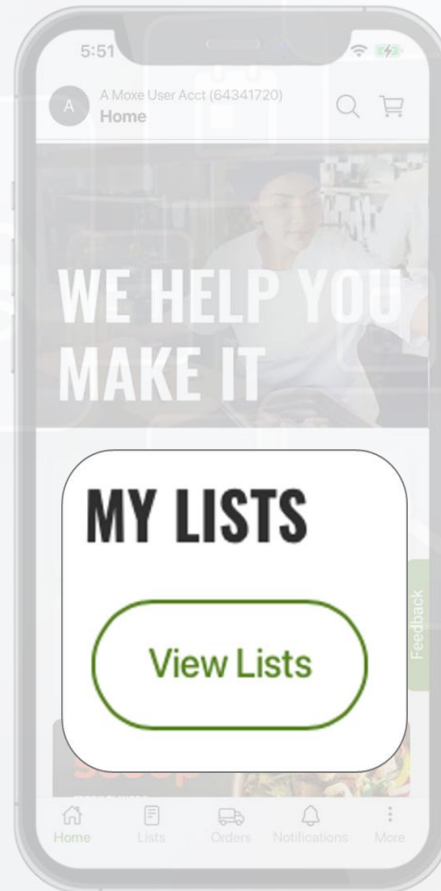 5:51
A
A Moxe User Acct (64341720)
Home
WE HELP YOU
MAKE IT
MY LISTS
View Lists
Feedback
Home
Lists
Orders
Notifications
More